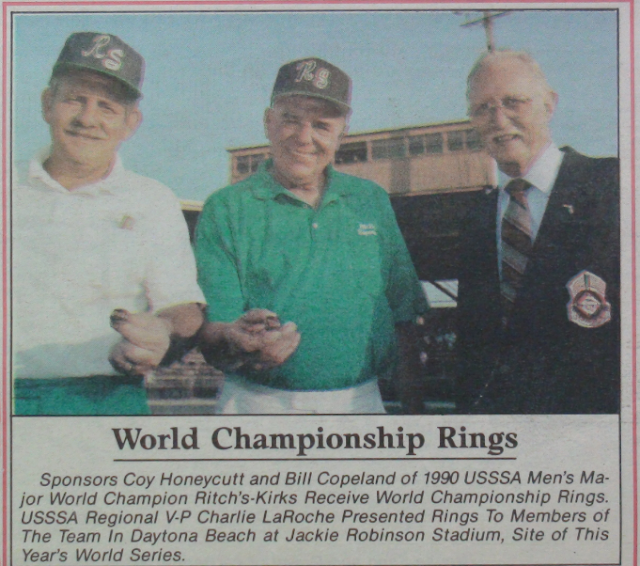 RS
RS
World Championship Rings
Sponsors Coy Honeycutt and Bill Copeland of 1990 USSSA Men's Ma-
jor World Champion Ritch's-Kirks Receive World Championship Rings.
USSSA Regional V-P Charlie LaRoche Presented Rings To Members of
The Team In Daytona Beach at Jackie Robinson Stadium, Site of This
Year's World Series.